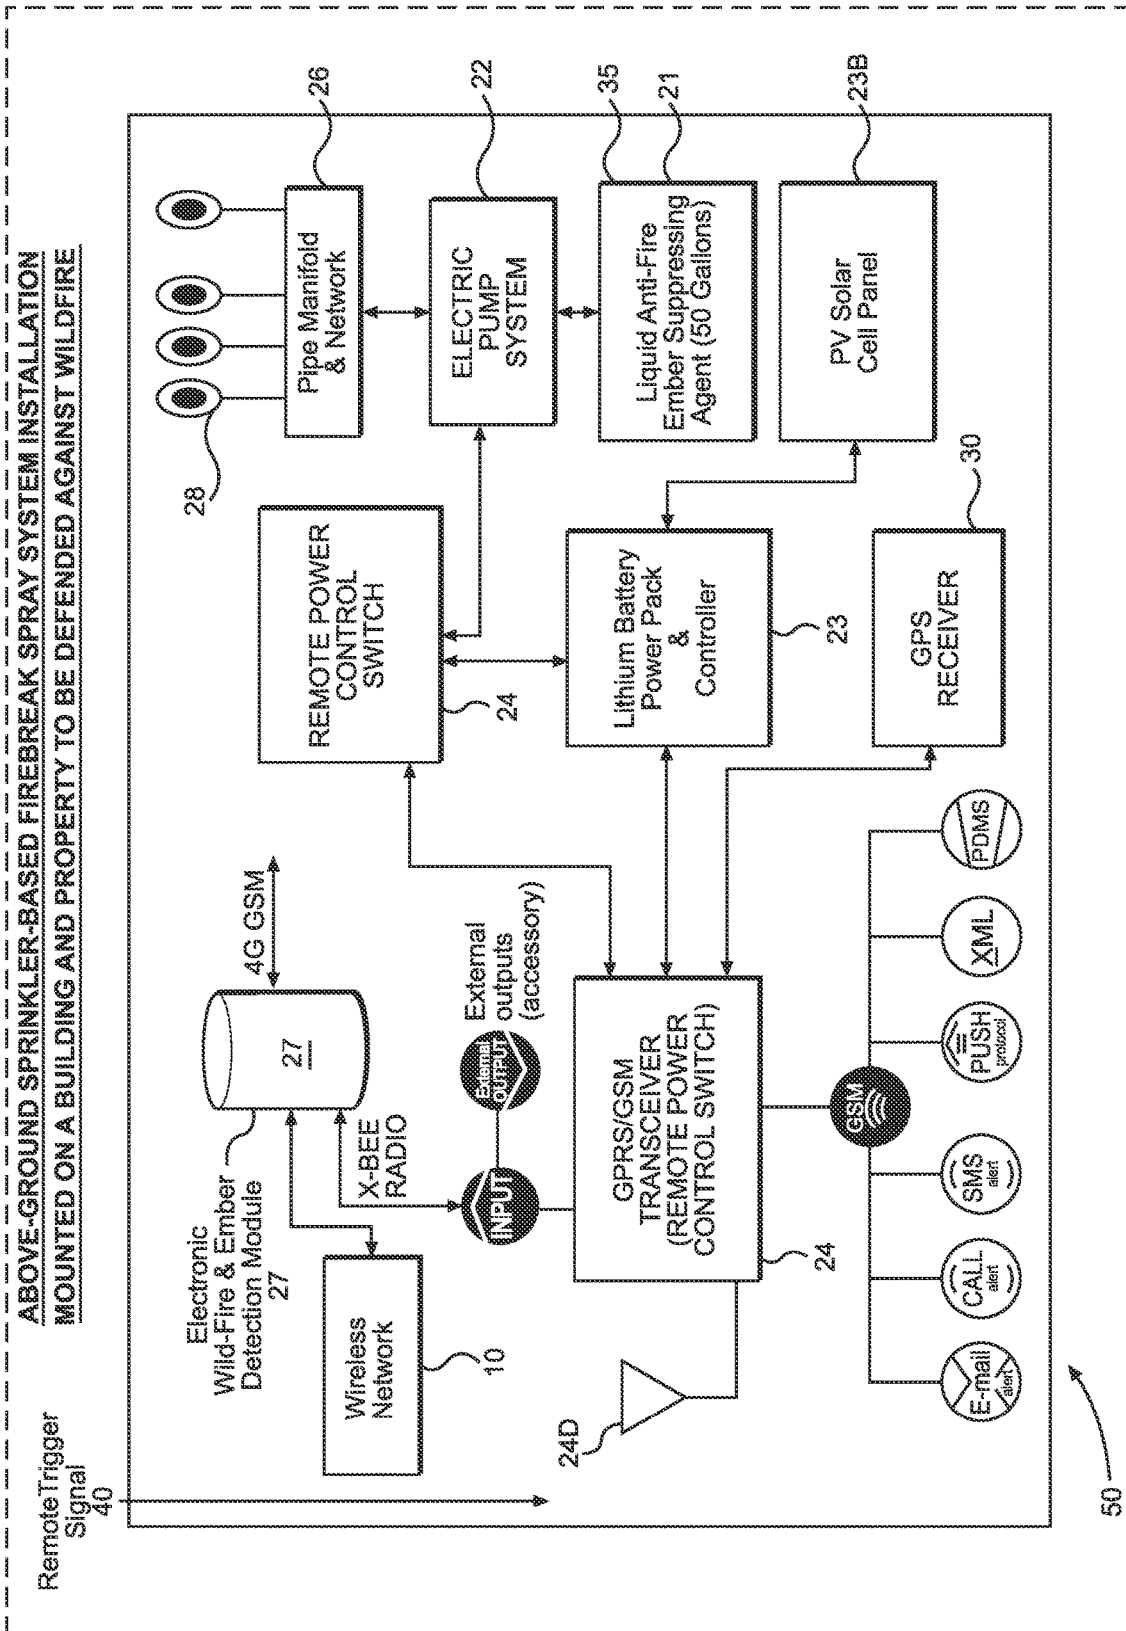 ABOVE-GROUND SPRINKLER-BASED FIREBREAK SPRAY SYSTEM INSTALLATION
MOUNTED ON A BUILDING AND PROPERTY TO BE DEFENDED AGAINST WILDFIRE
RemoteTrigger
Signal
40
Electronic
Wild-Fire & Ember
Detection Module
27
27
4G GSM
Wireless
Network
10
X-BEE
RADIO
INPUT
External
OUTPUT
External
outputs
(accessory)
24D
GPRS/GSM
TRANSCEIVER
(REMOTE POWER
CONTROL SWITCH)
24
GSM
E-mail
alert
CALL
alert
SMS
alert
PUSH
protocol
XML
PDMS
REMOTE POWER
CONTROL
SWITCH
24
Lithium Battery
Power Pack
&
Controller
23
GPS
RECEIVER
30
28
Pipe Manifold
& Network
26
ELECTRIC
PUMP
SYSTEM
22
Liquid Anti-Fire
Ember Suppressing
Agent (50 Gallons)
35
21
PV Solar
Cell Panel
23B
50